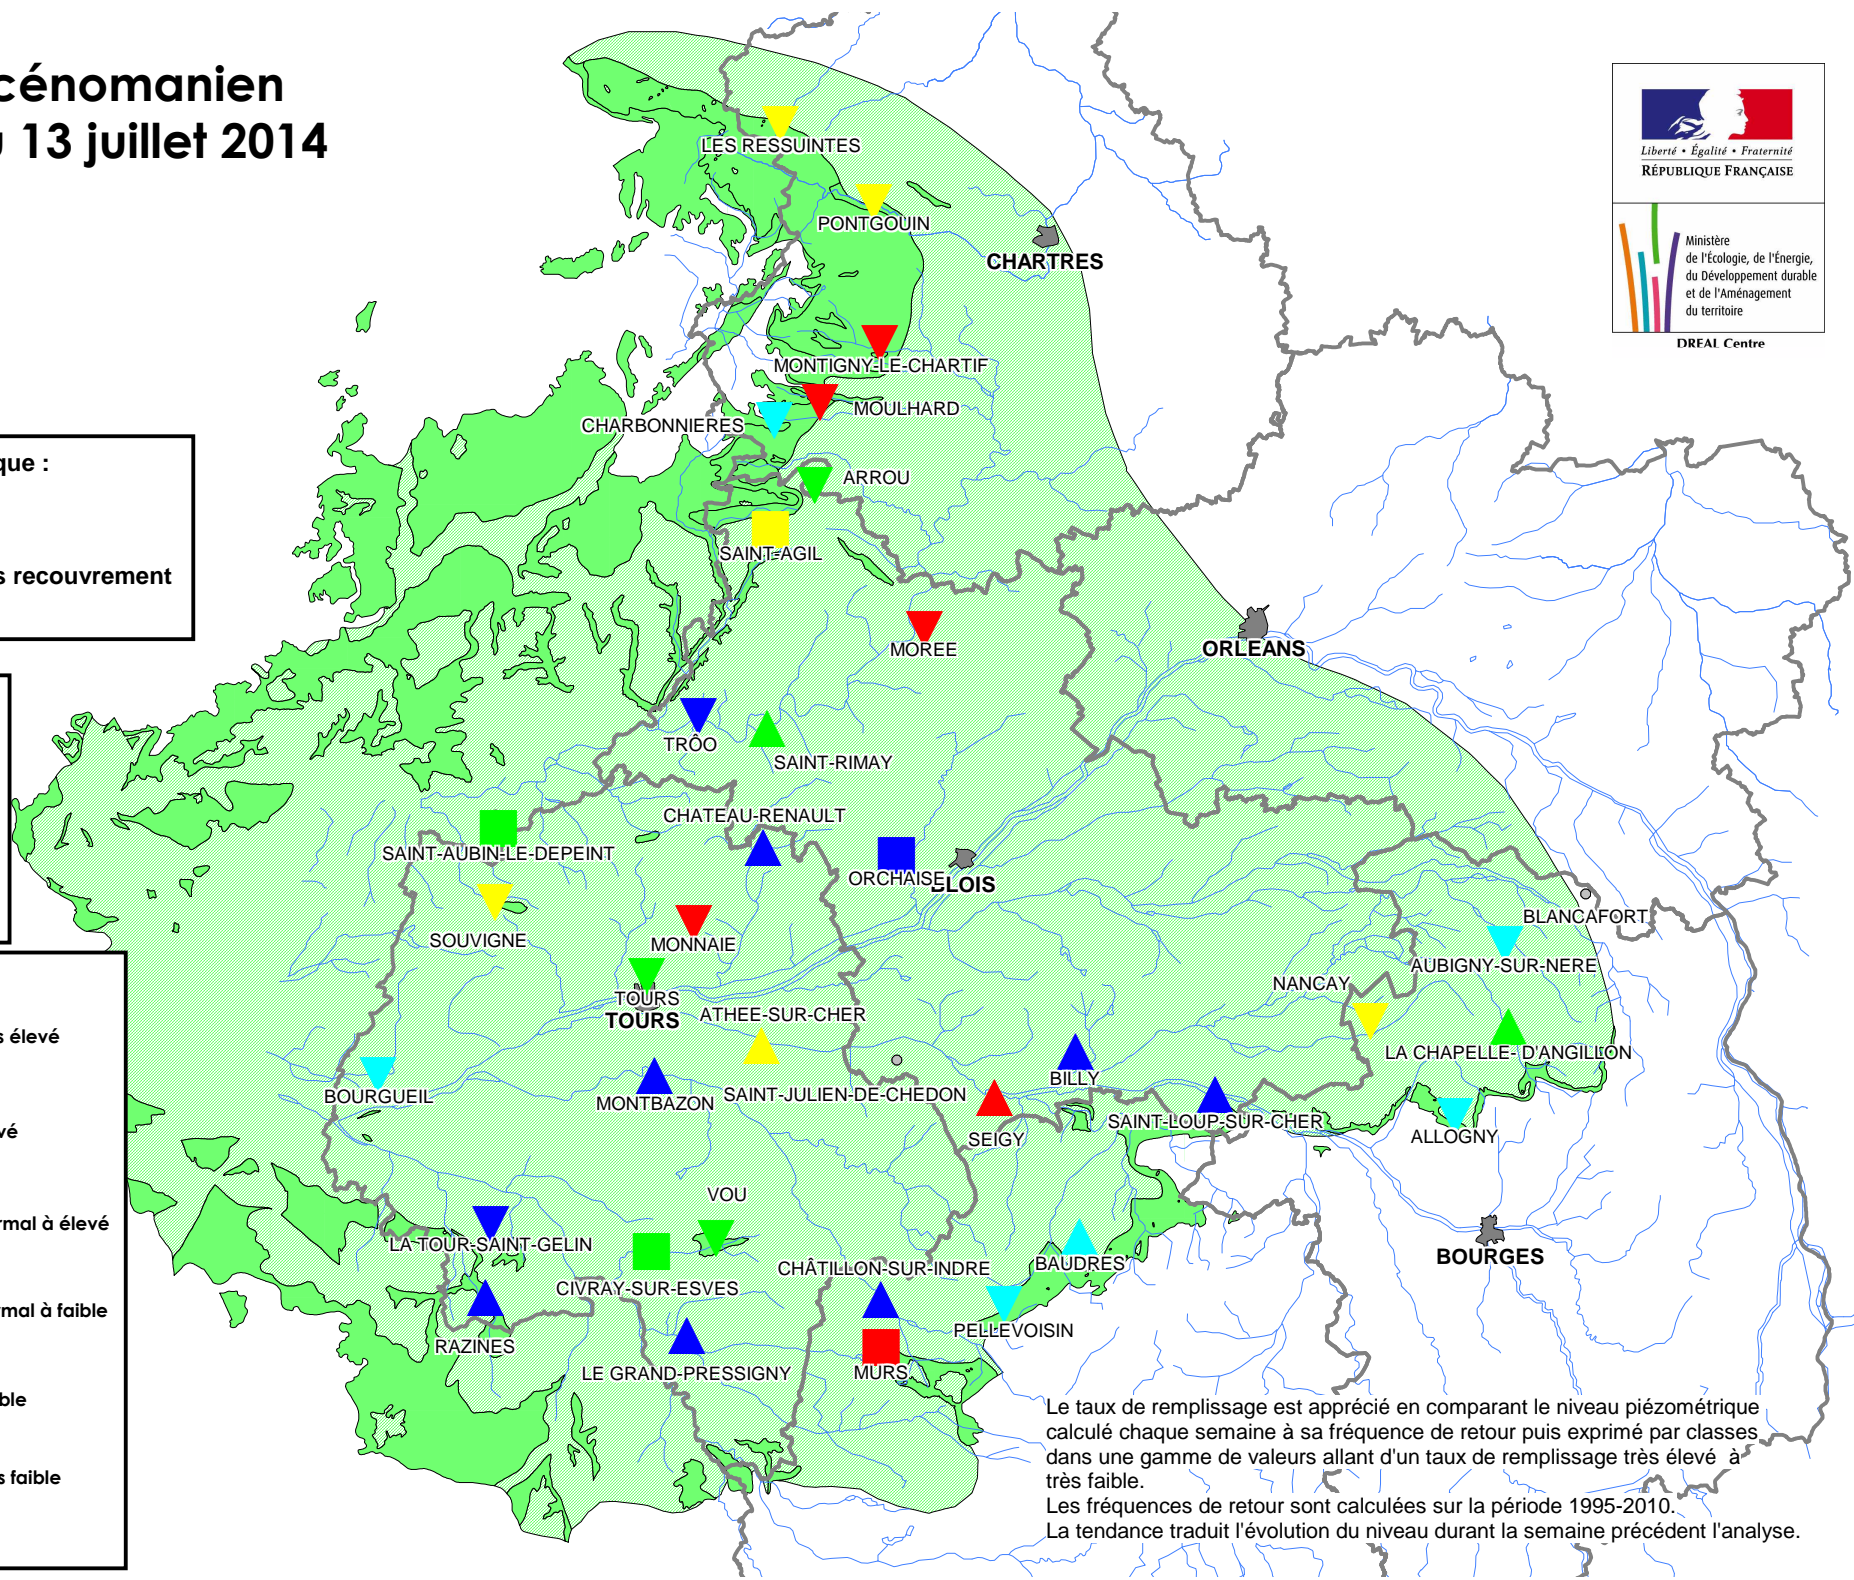 cénomanien
13 juillet 2014
Liberté • Égalité • Fraternité
RÉPUBLIQUE FRANÇAISE
Ministère
de l'Écologie, de l'Énergie,
du Développement durable
et de l'Aménagement
du territoire
DREAL Centre
LES RESSUINTES
PONTGOUIN
CHARTRES
MONTIGNY-LE-CHARTIF
MOULHARD
CHARBONNIERES
que :
ARROU
SAINT-AGIL
recouvrement
MOREE
ORLEANS
TRÔO
SAINT-RIMAY
CHATEAU-RENAULT
SAINT-AUBIN-LE-DEPEINT
ORCHAISE
BLOIS
BLANCAFORT
SOUVIGNE
MONNAIE
AUBIGNY-SUR-NERE
NANCAY
TOURS
TOURS
ATHEE-SUR-CHER
élevé
LA CHAPELLE- D'ANGILLON
BILLY
BOURGUEIL
MONTBAZON
SAINT-JULIEN-DE-CHEDON
SAINT-LOUP-SUR-CHER
SEIGY
ALLOGNY
vé
VOU
rmal à élevé
LA TOUR-SAINT-GELIN
BOURGES
BAUDRES
CHÂTILLON-SUR-INDRE
CIVRAY-SUR-ESVES
rmal à faible
PELLEVOISIN
RAZINES
LE GRAND-PRESSIGNY
MURS
ble
s faible
Le taux de remplissage est apprécié en comparant le niveau piézométrique
calculé chaque semaine à sa fréquence de retour puis exprimé par classes
dans une gamme de valeurs allant d'un taux de remplissage très élevé à
très faible.
Les fréquences de retour sont calculées sur la période 1995-2010.
La tendance traduit l'évolution du niveau durant la semaine précédent l'analyse.